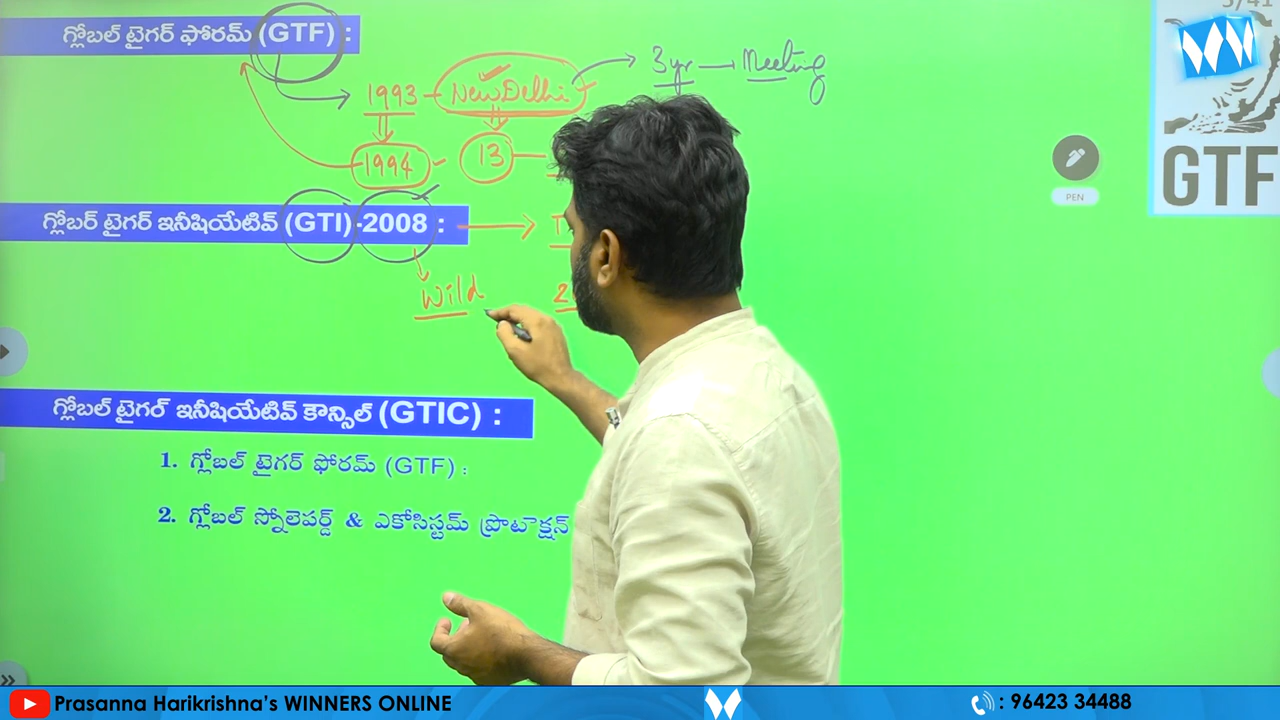 గ్లోబల్ టైగర్ ఫోరమ్ (GTF) :
1993 - New Delhi
3yr - Meeting
1994 - 13
గ్లోబర్ టైగర్ ఇనీషియేటివ్ (GTI)-2008 :
Wild
గ్లోబల్ టైగర్ ఇనీషియేటివ్ కౌన్సిల్ (GTIC) :
1. గ్లోబల్ టైగర్ ఫోరమ్ (GTF) :
2. గ్లోబల్ స్నోలెపర్డ్ & ఎకోసిస్టమ్ ప్రొటెక్షన్
GTF
PEN
Prasanna Harikrishna's WINNERS ONLINE
: 96423 34488